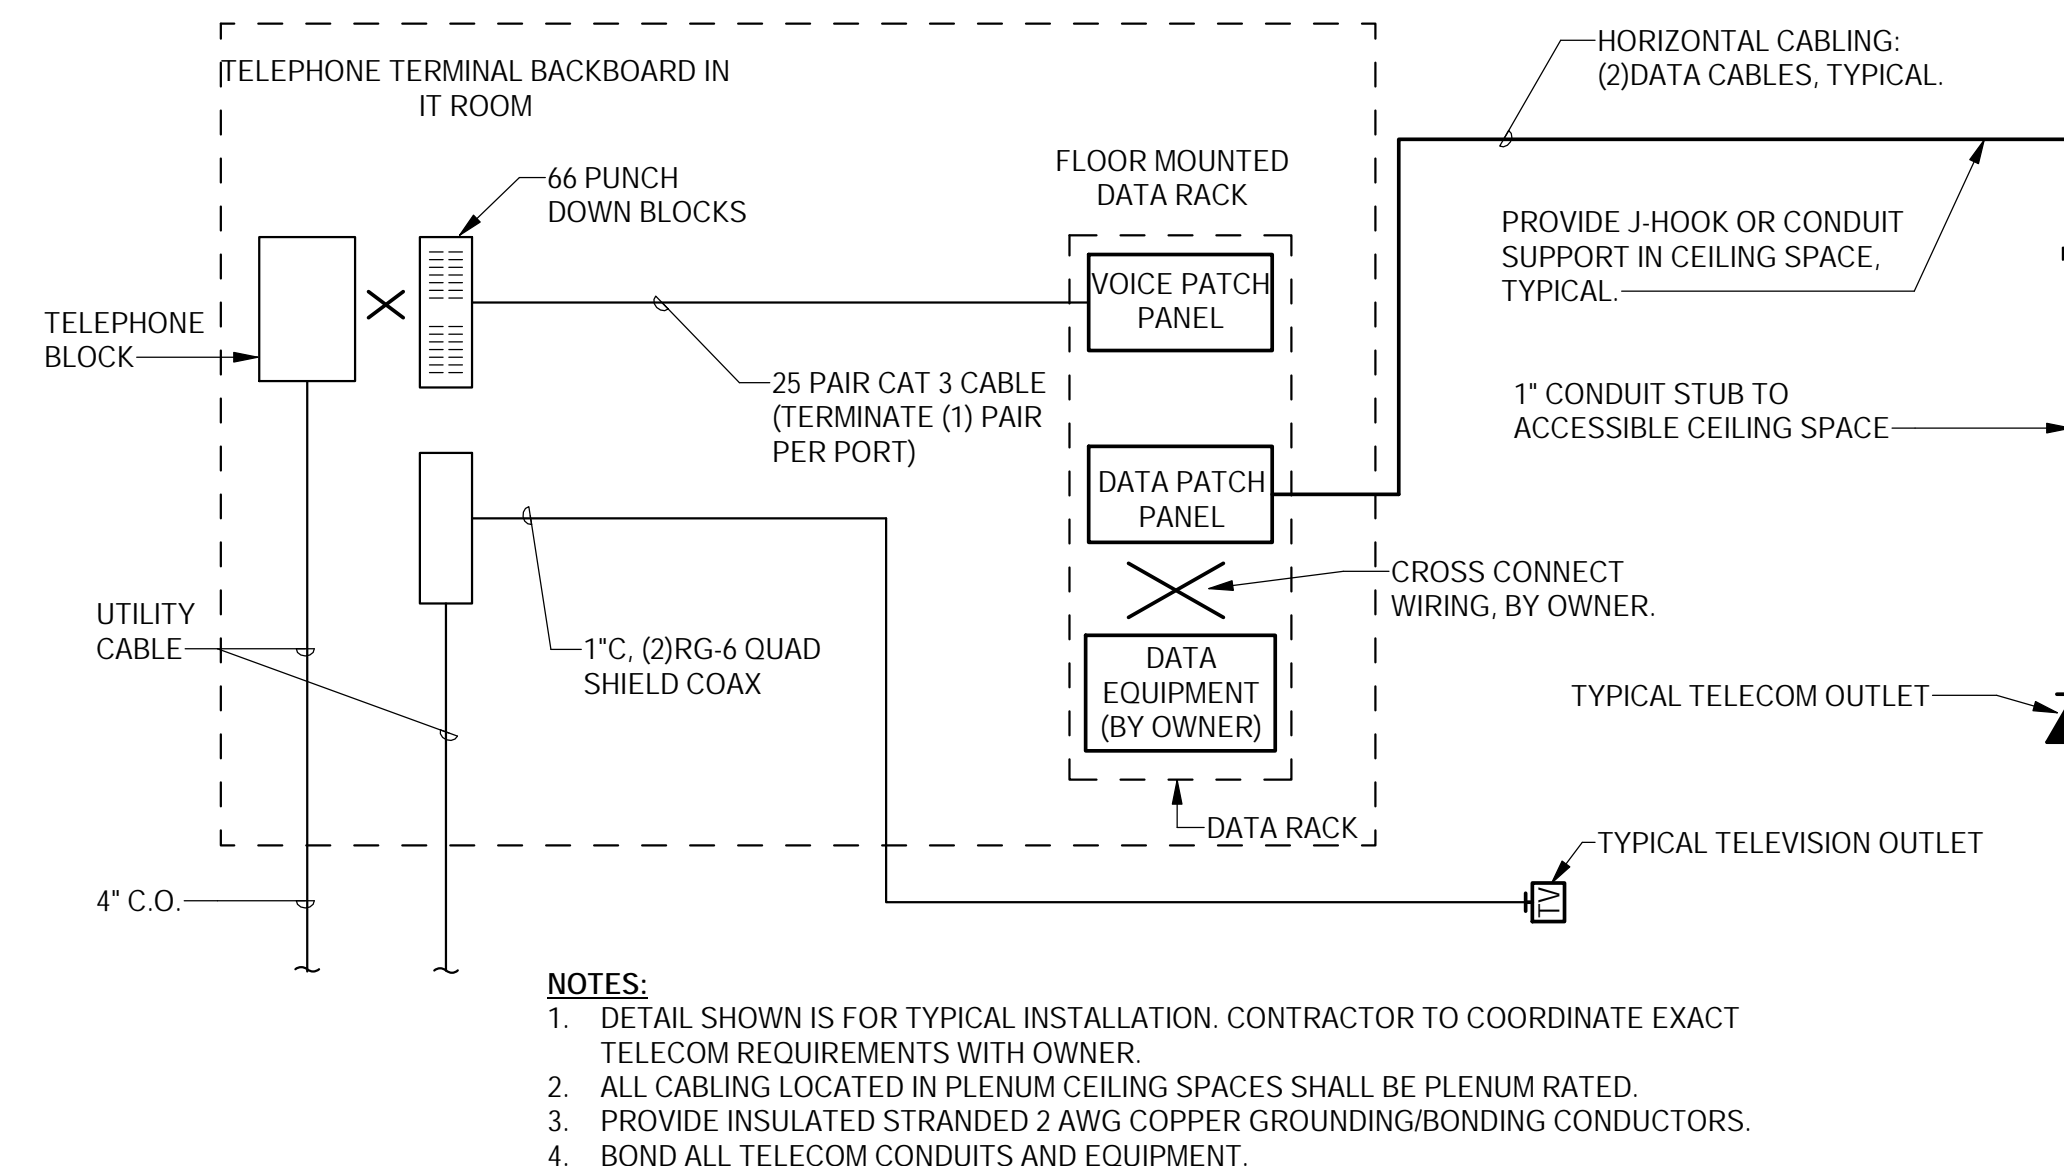 TELEPHONE TERMINAL BACKBOARD IN
IT ROOM
HORIZONTAL CABLING:
(2)DATA CABLES, TYPICAL.
66 PUNCH
DOWN BLOCKS
FLOOR MOUNTED
DATA RACK
PROVIDE J-HOOK OR CONDUIT
SUPPORT IN CEILING SPACE,
TYPICAL.
VOICE PATCH
PANEL
TELEPHONE
BLOCK
25 PAIR CAT 3 CABLE
(TERMINATE (1) PAIR
PER PORT)
1" CONDUIT STUB TO
ACCESSIBLE CEILING SPACE
DATA PATCH
PANEL
CROSS CONNECT
WIRING, BY OWNER.
UTILITY
CABLE
1"C, (2)RG-6 QUAD
SHIELD COAX
DATA
EQUIPMENT
(BY OWNER)
TYPICAL TELECOM OUTLET
DATA RACK
TYPICAL TELEVISION OUTLET
4" C.O.
TV
NOTES:
1. DETAIL SHOWN IS FOR TYPICAL INSTALLATION. CONTRACTOR TO COORDINATE EXACT
TELECOM REQUIREMENTS WITH OWNER.
2. ALL CABLING LOCATED IN PLENUM CEILING SPACES SHALL BE PLENUM RATED.
3. PROVIDE INSULATED STRANDED 2 AWG COPPER GROUNDING/BONDING CONDUCTORS.
4. BOND ALL TELECOM CONDUITS AND EQUIPMENT.